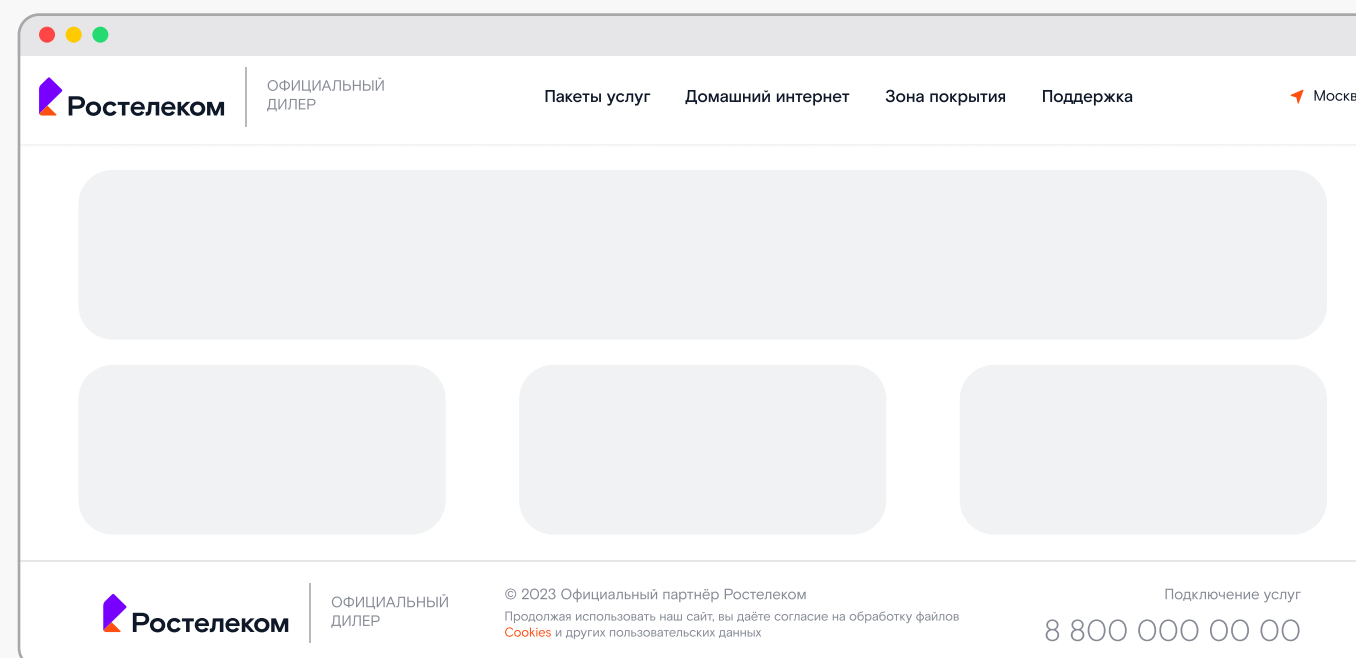 Ростелеком
ОФИЦИАЛЬНЫЙ
ДИЛЕР
Пакеты услуг
Домашний интернет
Зона покрытия
Поддержка
Москв
Ростелеком
ОФИЦИАЛЬНЫЙ
ДИЛЕР
© 2023 Официальный партнёр Ростелеком
Продолжая использовать наш сайт, вы даёте согласие на обработку файлов
Cookies и других пользовательских данных
Подключение услуг
8 800 000 00 00